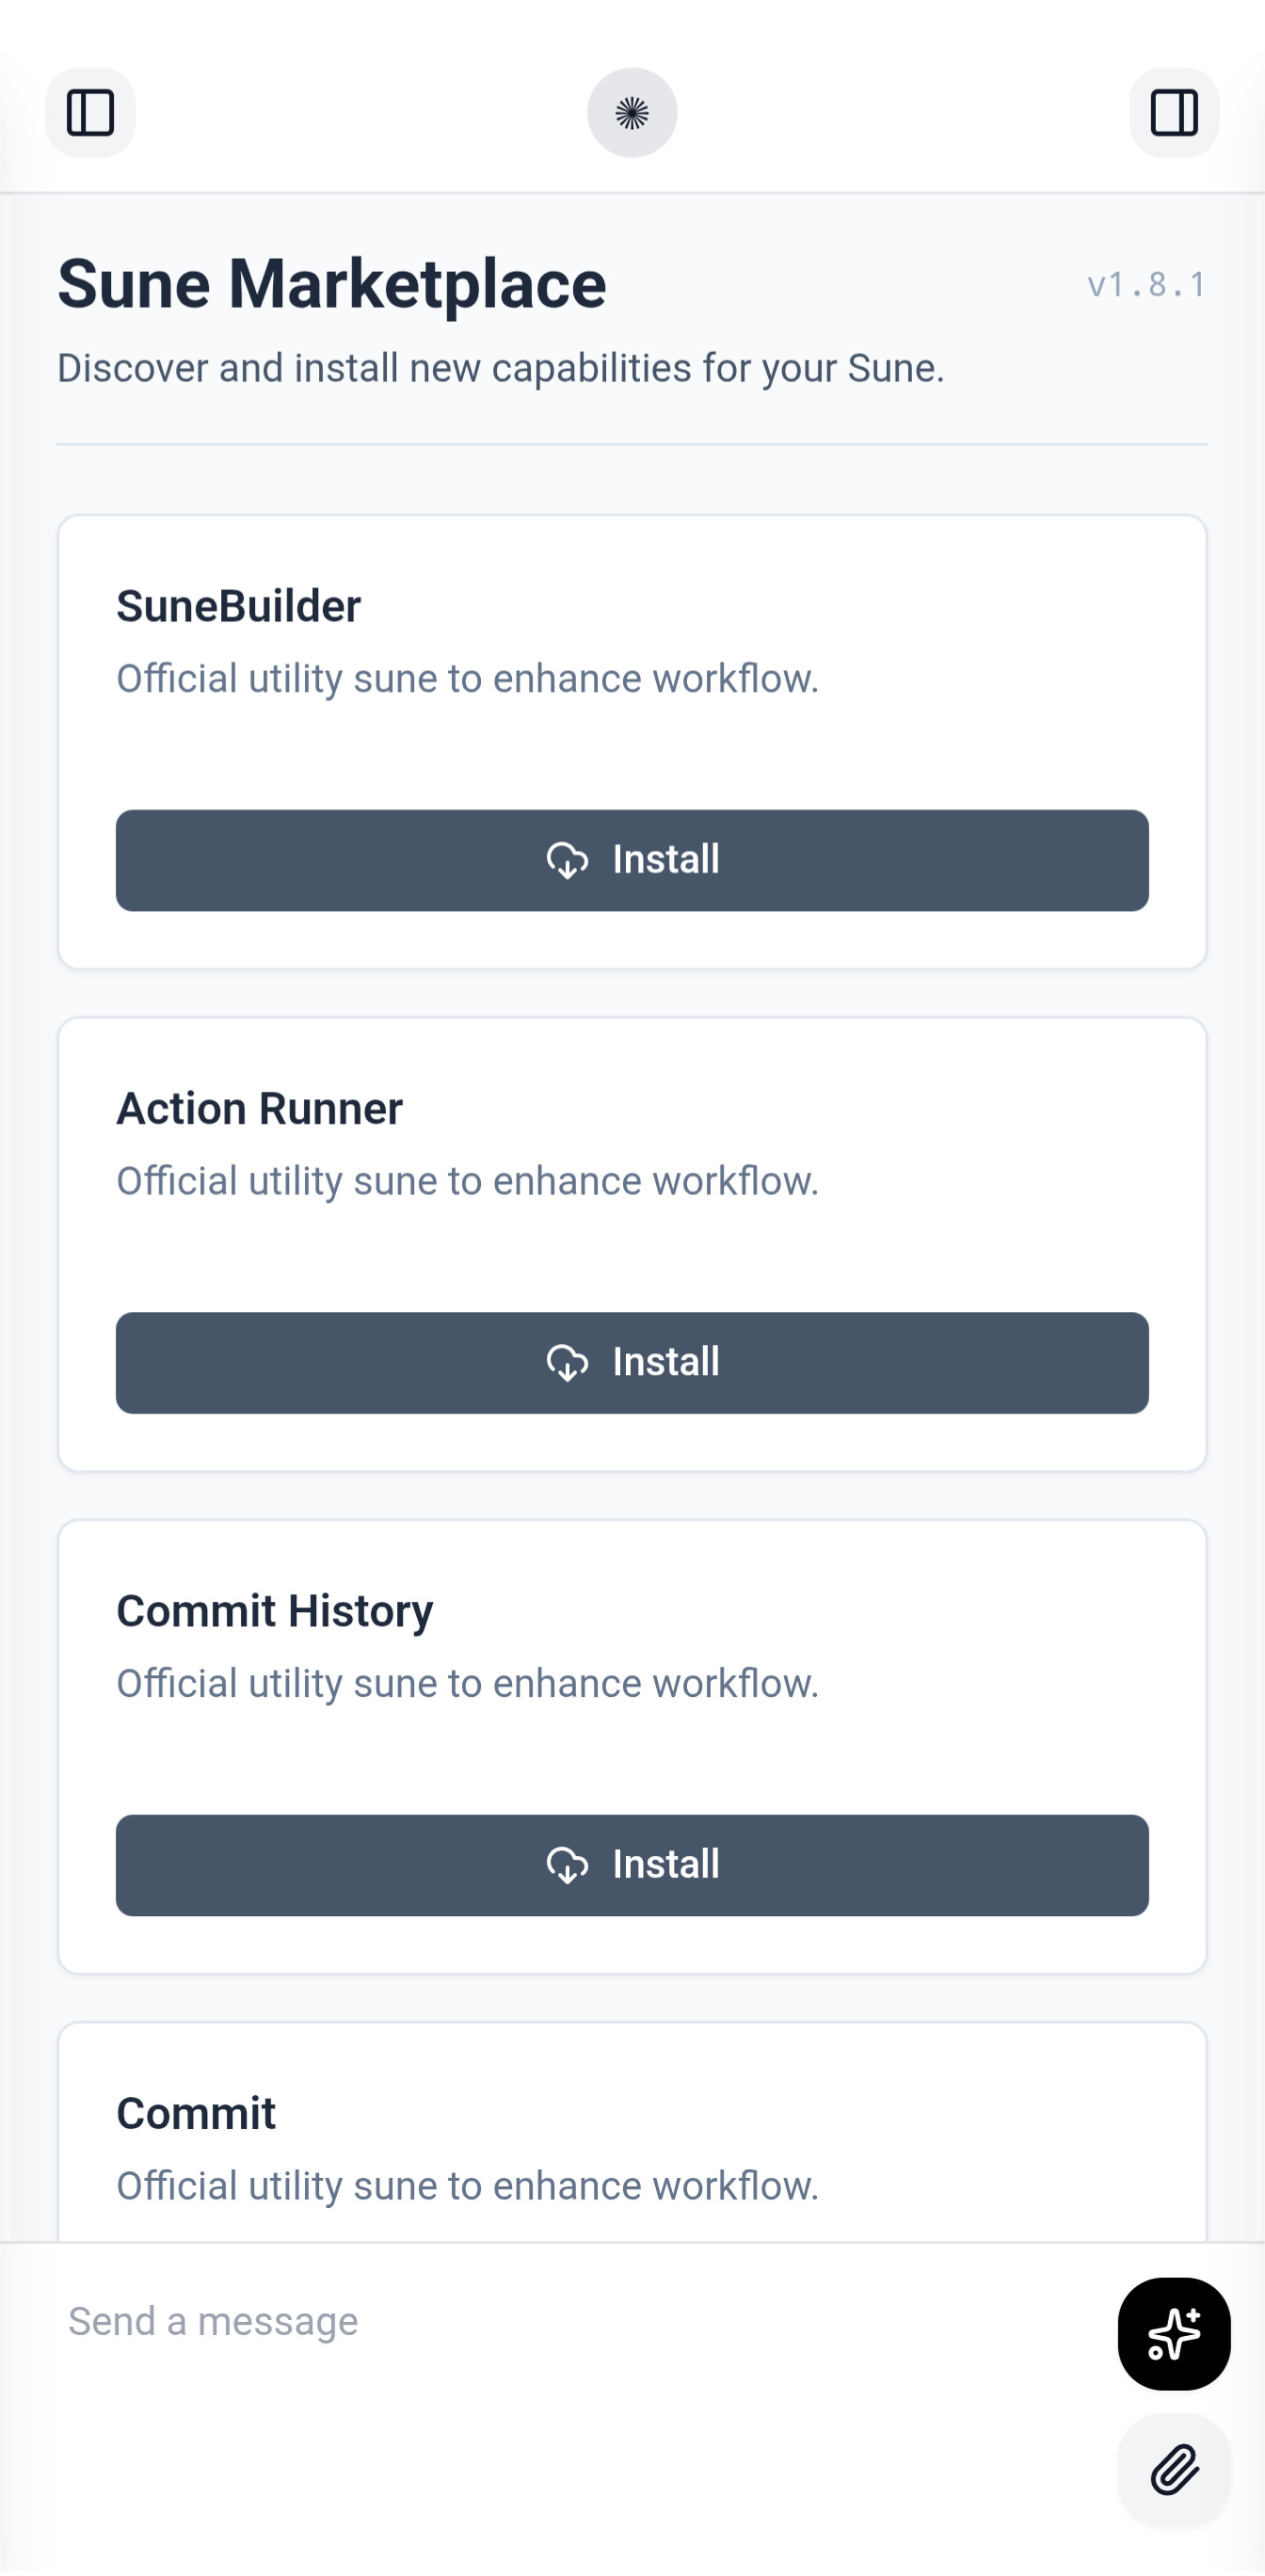 Sune Marketplace
v1.8.1
Discover and install new capabilities for your Sune.
SuneBuilder
Official utility sune to enhance workflow.
Install
Action Runner
Official utility sune to enhance workflow.
Install
Commit History
Official utility sune to enhance workflow.
Install
Commit
Official utility sune to enhance workflow.
Send a message